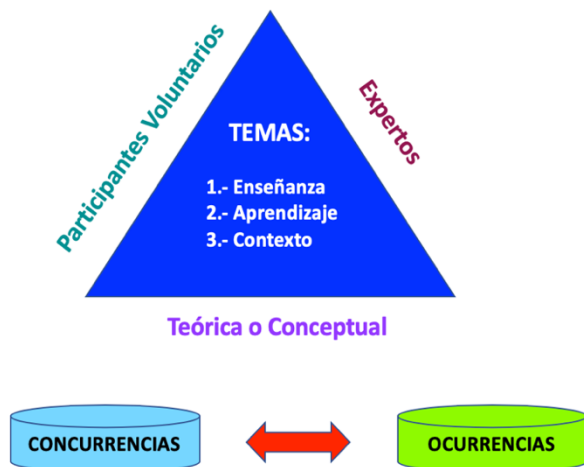 Participantes Voluntarios
Expertos
TEMAS:
1.- Enseñanza
2.- Aprendizaje
3.- Contexto
Teórica o Conceptual
CONCURRENCIAS
OCURRENCIAS